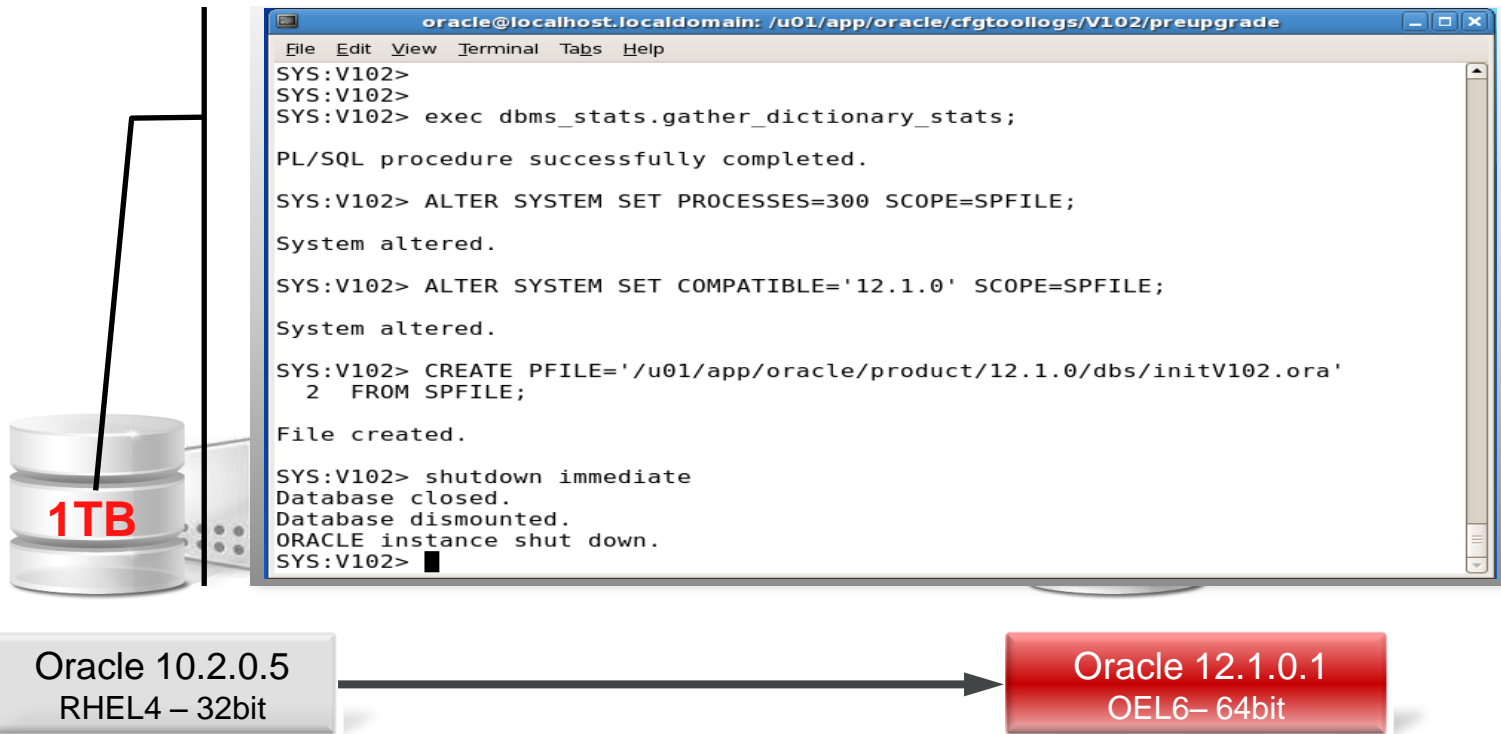 oracle@localhost.localdomain: /u01/app/oracle/cfgtoollogs/V102/preupgrade
File Edit View Terminal Tabs Help
SYS:V102>
SYS:V102>
SYS:V102> exec dbms_stats.gather_dictionary_stats;
PL/SQL procedure successfully completed.
SYS:V102> ALTER SYSTEM SET PROCESSES=300 SCOPE=SPFILE;
System altered.
SYS:V102> ALTER SYSTEM SET COMPATIBLE='12.1.0' SCOPE=SPFILE;
System altered.
SYS:V102> CREATE PFILE='/u01/app/oracle/product/12.1.0/dbs/initV102.ora'
2 FROM SPFILE;
File created.
SYS:V102> shutdown immediate
Database closed.
Database dismounted.
ORACLE instance shut down.
SYS:V102>
1TB
Oracle 10.2.0.5
RHEL4 – 32bit
Oracle 12.1.0.1
OEL6– 64bit